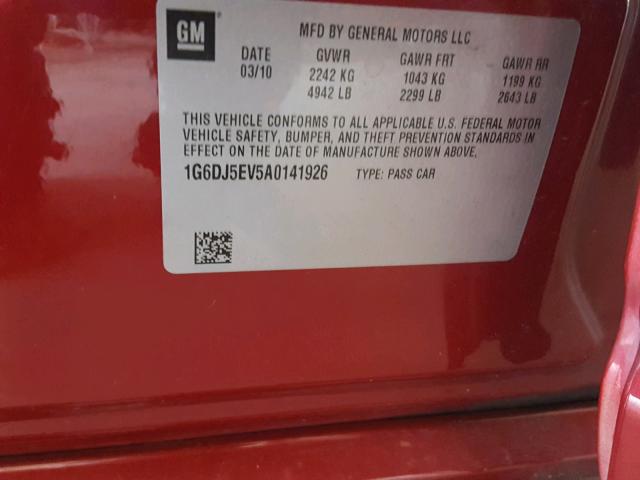 GM
MFD BY GENERAL MOTORS LLC
DATE GVWR GAWR FRT GAWR RR
03/10 2242 KG 1043 KG 1199 KG
4942 LB 2299 LB 2643 LB
THIS VEHICLE CONFORMS TO ALL APPLICABLE U.S. FEDERAL MOTOR
VEHICLE SAFETY, BUMPER, AND THEFT PREVENTION STANDARDS IN
EFFECT ON THE DATE OF MANUFACTURE SHOWN ABOVE.
1G6DJ5EV5A0141926 TYPE: PASS CAR